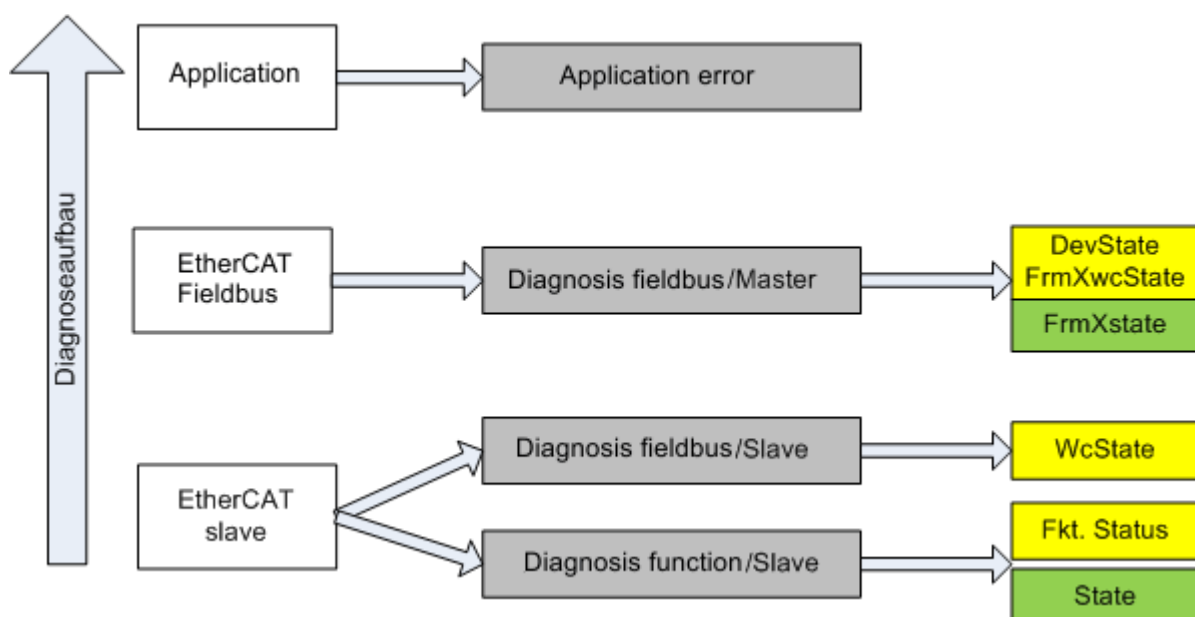 Diagnoseaufbau
Application
Application error
EtherCAT
Fieldbus
Diagnosis fieldbus/Master
DevState
FrmXwcState
FrmXstate
EtherCAT
slave
Diagnosis fieldbus/Slave
WcState
Diagnosis function/Slave
Fkt. Status
State